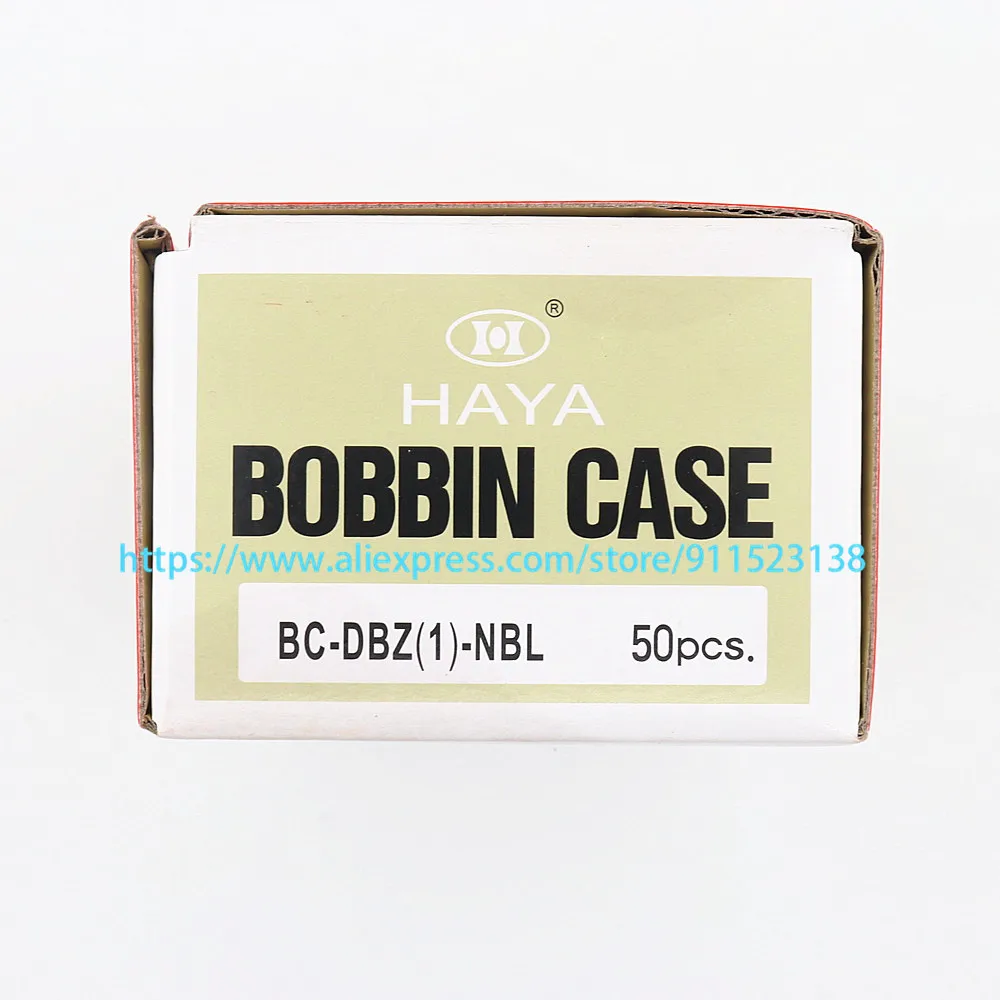 ®
HAYA
BOBBIN CASE
https://www.aliexpress.com/store/911523138
BC-DBZ(1)-NBL 50pcs.